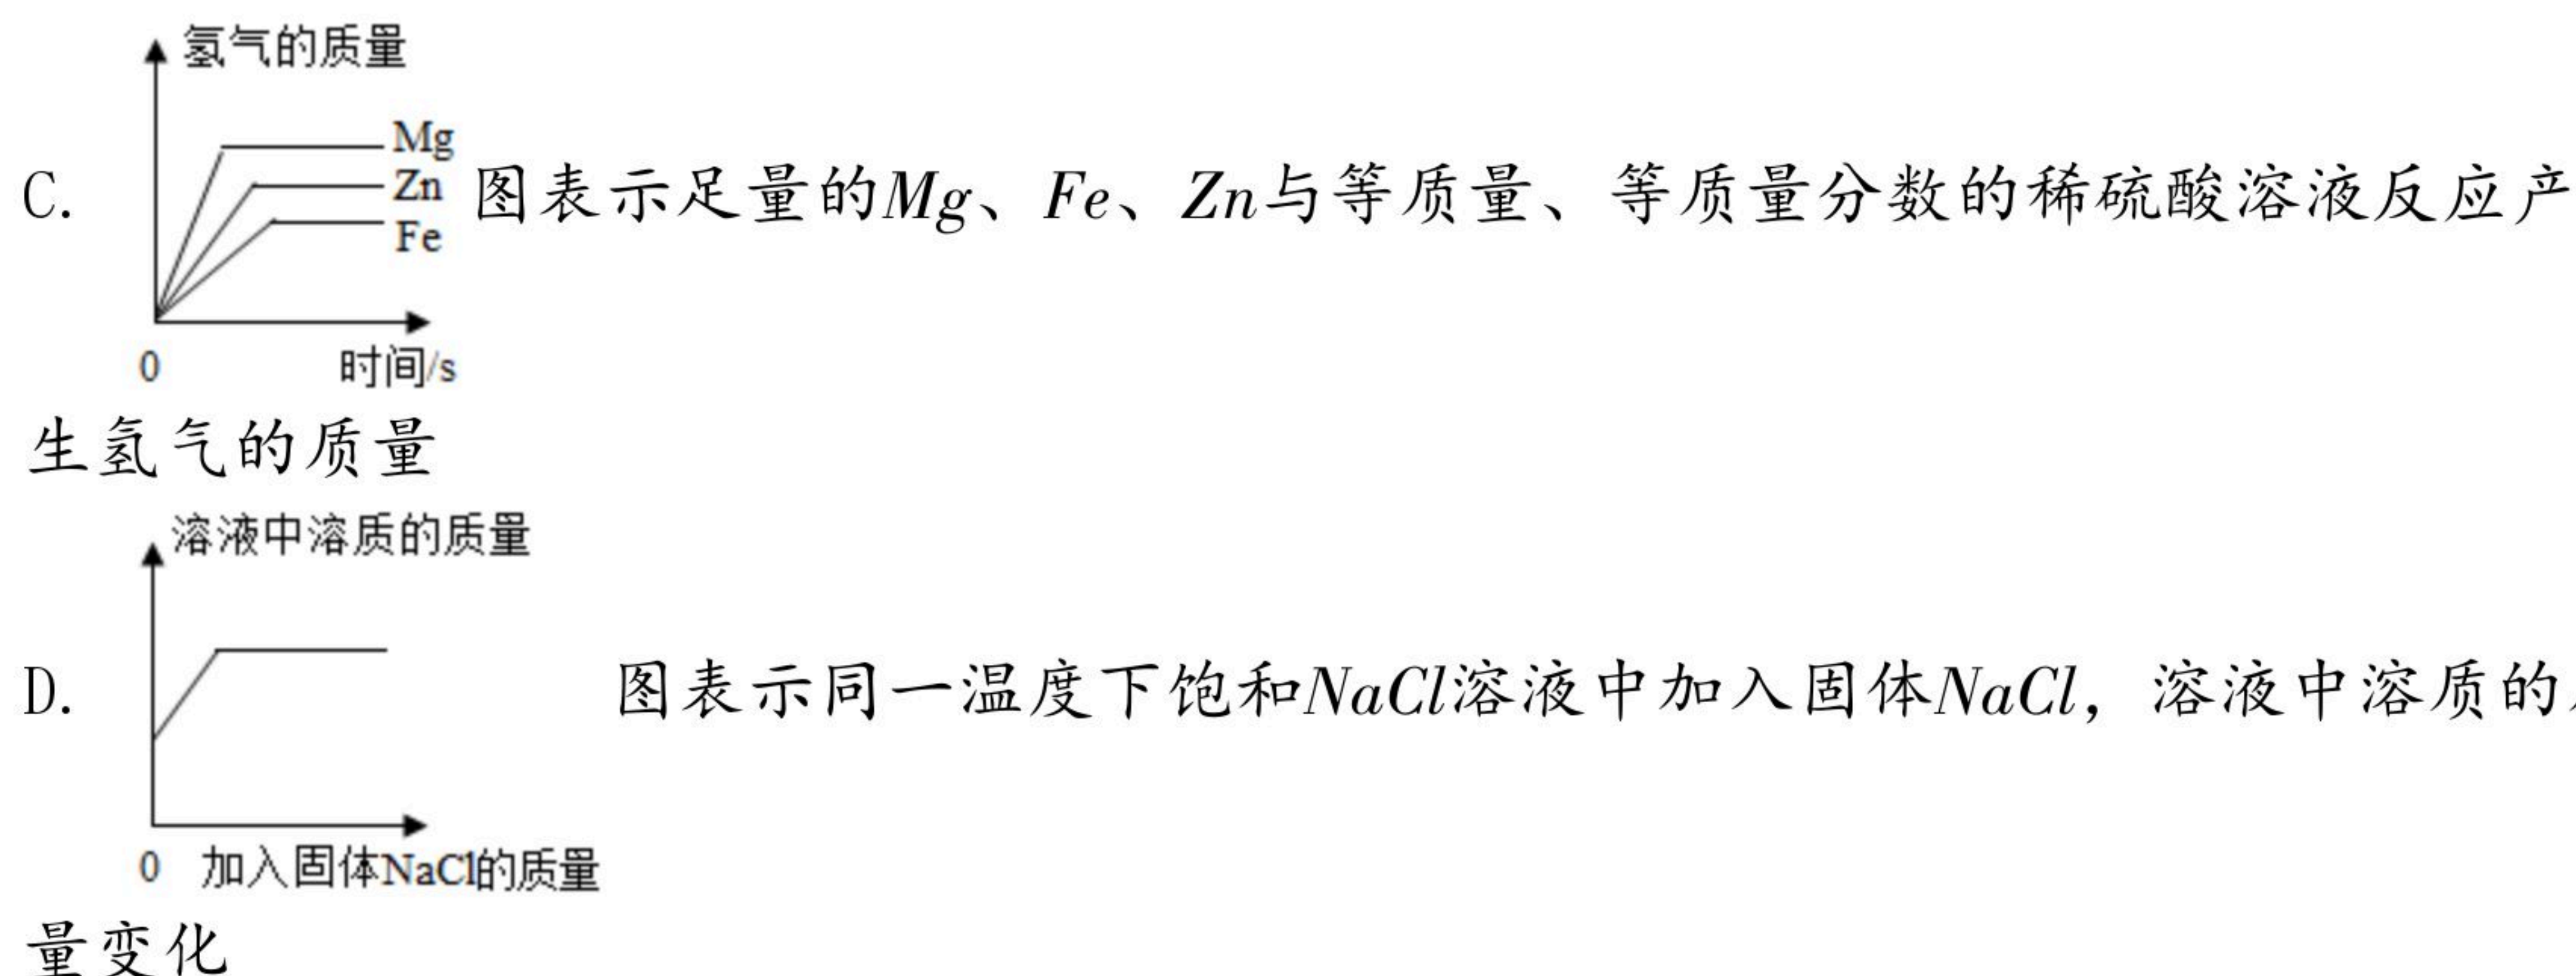 氢气的质量
Mg
Zn
Fe
C.
图表示足量的Mg、Fe、Zn与等质量、等质量分数的稀硫酸溶液反应产
0
时间/s
生氢气的质量
溶液中溶质的质量
D.
图表示同一温度下饱和NaCl溶液中加入固体NaCl，溶液中溶质的
0
加入固体NaCl的质量
量变化